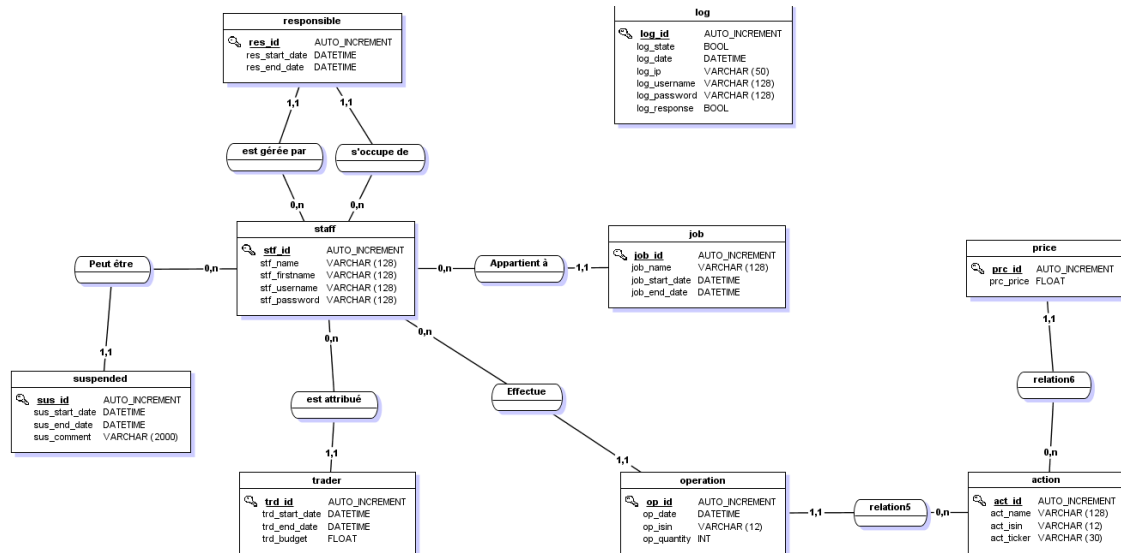 responsible
res_id AUTO_INCREMENT
res_start_date DATETIME
res_end_date DATETIME
log
log_id AUTO_INCREMENT
log_state BOOL
log_date DATETIME
log_ip VARCHAR (50)
log_username VARCHAR (128)
log_password VARCHAR (128)
log_response BOOL
1,1
1,1
est gérée par
s'occupe de
0,n
0,n
staff
stf_id AUTO_INCREMENT
stf_name VARCHAR (128)
stf_firstname VARCHAR (128)
stf_username VARCHAR (128)
stf_password VARCHAR (128)
Peut étre
0,n
0,n
Appartient à
1,1
job
job_id AUTO_INCREMENT
job_name VARCHAR (128)
job_start_date DATETIME
job_end_date DATETIME
price
prc_id AUTO_INCREMENT
prc_price FLOAT
0,n
0,n
1,1
1,1
suspended
sus_id AUTO_INCREMENT
sus_start_date DATETIME
sus_end_date DATETIME
sus_comment VARCHAR (2000)
est attribué
Effectue
relation6
1,1
1,1
0,n
trader
trd_id AUTO_INCREMENT
trd_start_date DATETIME
trd_end_date DATETIME
trd_budget FLOAT
operation
op_id AUTO_INCREMENT
op_date DATETIME
op_isin VARCHAR (12)
op_quantity INT
1,1
relation5
0,n
action
act_id AUTO_INCREMENT
act_name VARCHAR (128)
act_isin VARCHAR (12)
act_ticker VARCHAR (30)